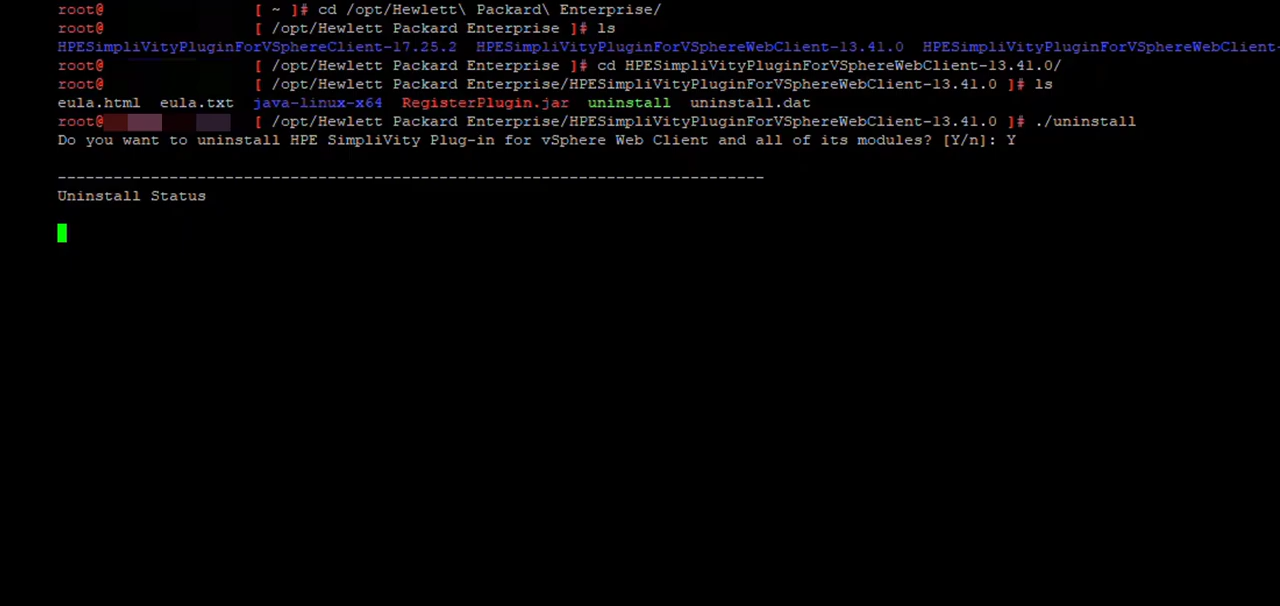 root@ [ ~ ]# cd /opt/Hewlett\ Packard\ Enterprise/
root@ [ /opt/Hewlett Packard Enterprise ]# ls
HPESimpliVityPluginForVSphereClient-17.25.2 HPESimpliVityPluginForVSphereWebClient-13.41.0 HPESimpliVityPluginForVSphereWebClient-
root@ [ /opt/Hewlett Packard Enterprise ]# cd HPESimpliVityPluginForVSphereWebClient-13.41.0/
root@ [ /opt/Hewlett Packard Enterprise/HPESimpliVityPluginForVSphereWebClient-13.41.0 ]# ls
eula.html eula.txt java-linux-x64 RegisterPlugin.jar uninstall uninstall.dat
root@ [ /opt/Hewlett Packard Enterprise/HPESimpliVityPluginForVSphereWebClient-13.41.0 ]# ./uninstall
Do you want to uninstall HPE SimpliVity Plug-in for vSphere Web Client and all of its modules? [Y/n]: Y
----------------------------------------------------------------------------
Uninstall Status